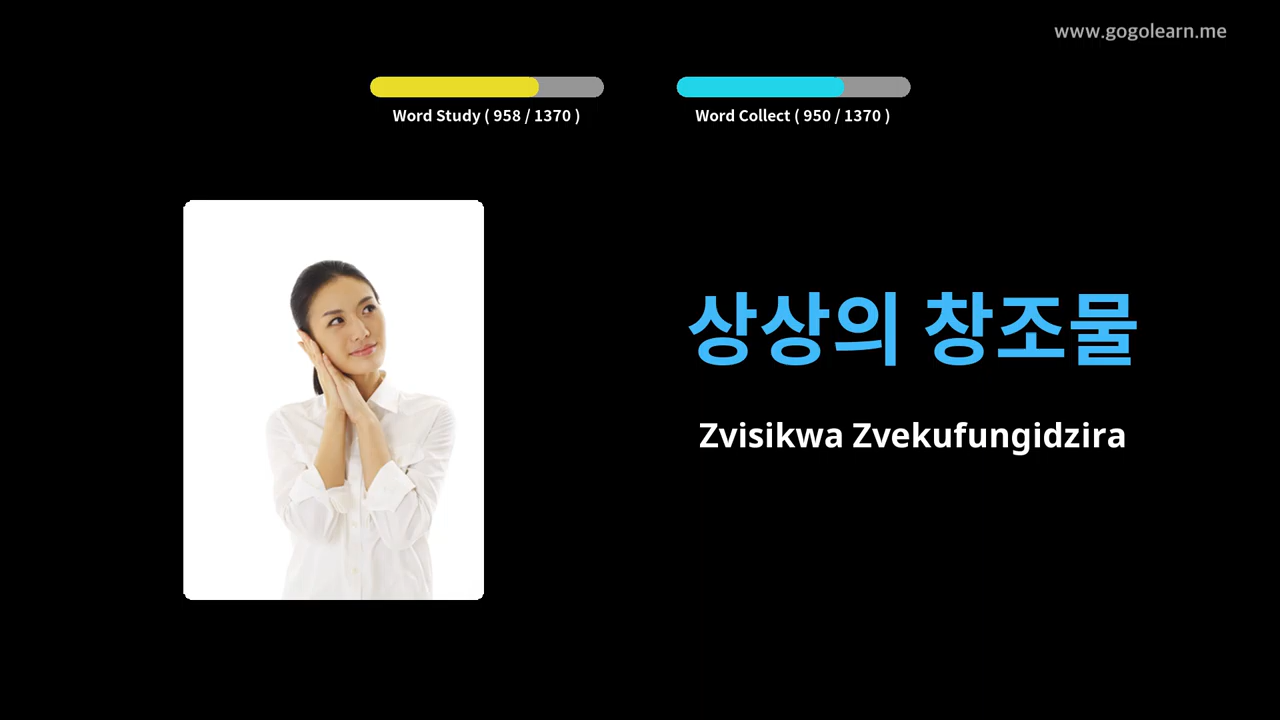 www.gogolearn.me
Word Study ( 958 / 1370 )
Word Collect ( 950 / 1370 )
상상의 창조물
Zvisikwa Zvekufungidzira